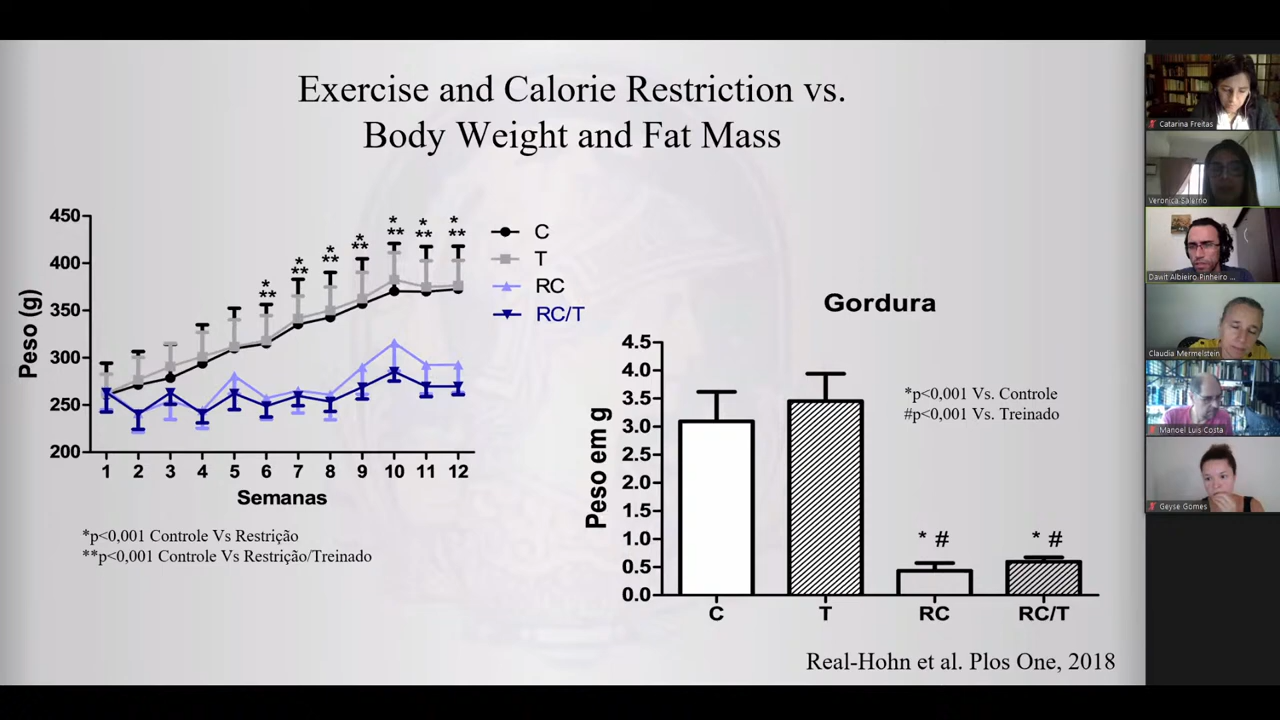 Exercise and Calorie Restriction vs.
Body Weight and Fat Mass
450
400
350
300
250
200
Peso (g)
* * * * * * *
** ** ** ** ** ** **
1 2 3 4 5 6 7 8 9 10 11 12
Semanas
C
T
RC
RC/T
*p<0,001 Controle Vs Restrição
**p<0,001 Controle Vs Restrição/Treinado
Gordura
4.5
4.0
3.5
3.0
2.5
2.0
1.5
1.0
0.5
0.0
Peso em g
*p<0,001 Vs. Controle
#p<0,001 Vs. Treinado
* # * #
C T RC RC/T
Real-Hohn et al. Plos One, 2018
Catarina Freitas
Veronica Salerno
Dawit Albieiro Pinheiro ...
Claudia Mermelstein
Manoel Luis Costa
Geyse Gomes